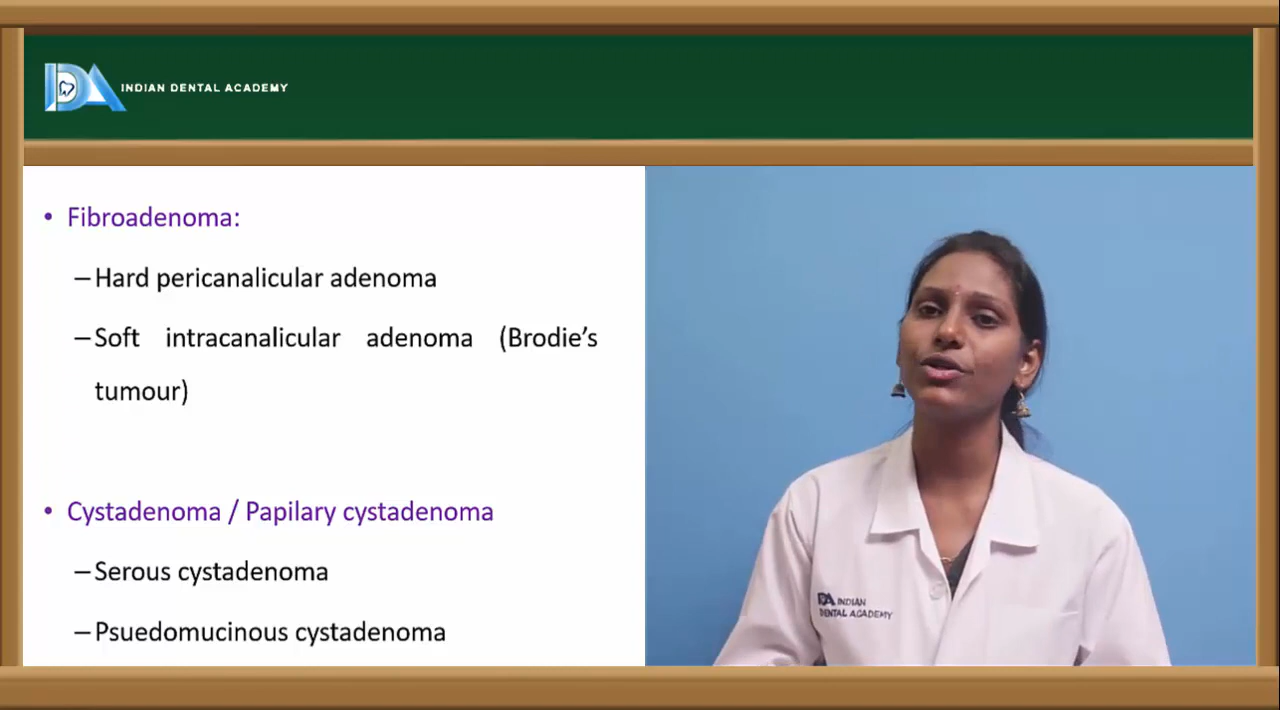 INDIAN DENTAL ACADEMY
• Fibroadenoma:
–Hard pericanalicular adenoma
–Soft intracanalicular adenoma (Brodie’s
tumour)
• Cystadenoma / Papilary cystadenoma
–Serous cystadenoma
–Psuedomucinous cystadenoma
INDIAN
DENTAL ACADEMY